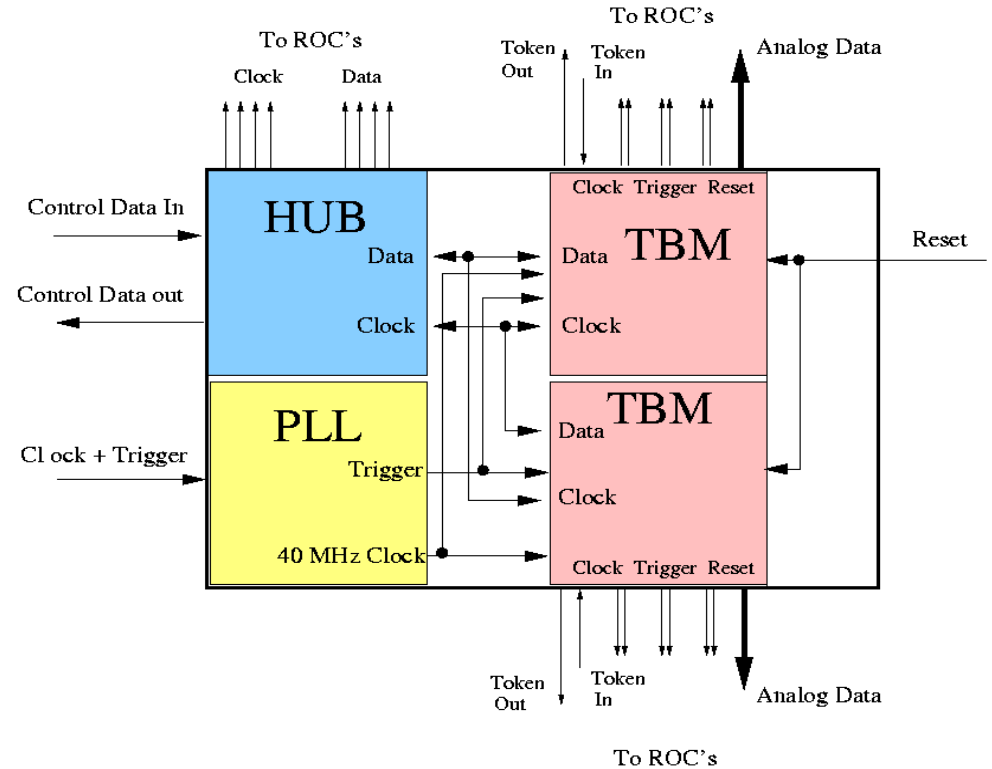 To ROC's
To ROC's
Token
Out
Token
In
Analog Data
Clock
Data
Clock Trigger Reset
Control Data In
HUB
TBM
Reset
Data
Data
Control Data out
Clock
Clock
PLL
TBM
Data
Cl ock + Trigger
Trigger
Clock
40 MHz Clock
Clock Trigger Reset
Token
Out
Token
In
Analog Data
To ROC's